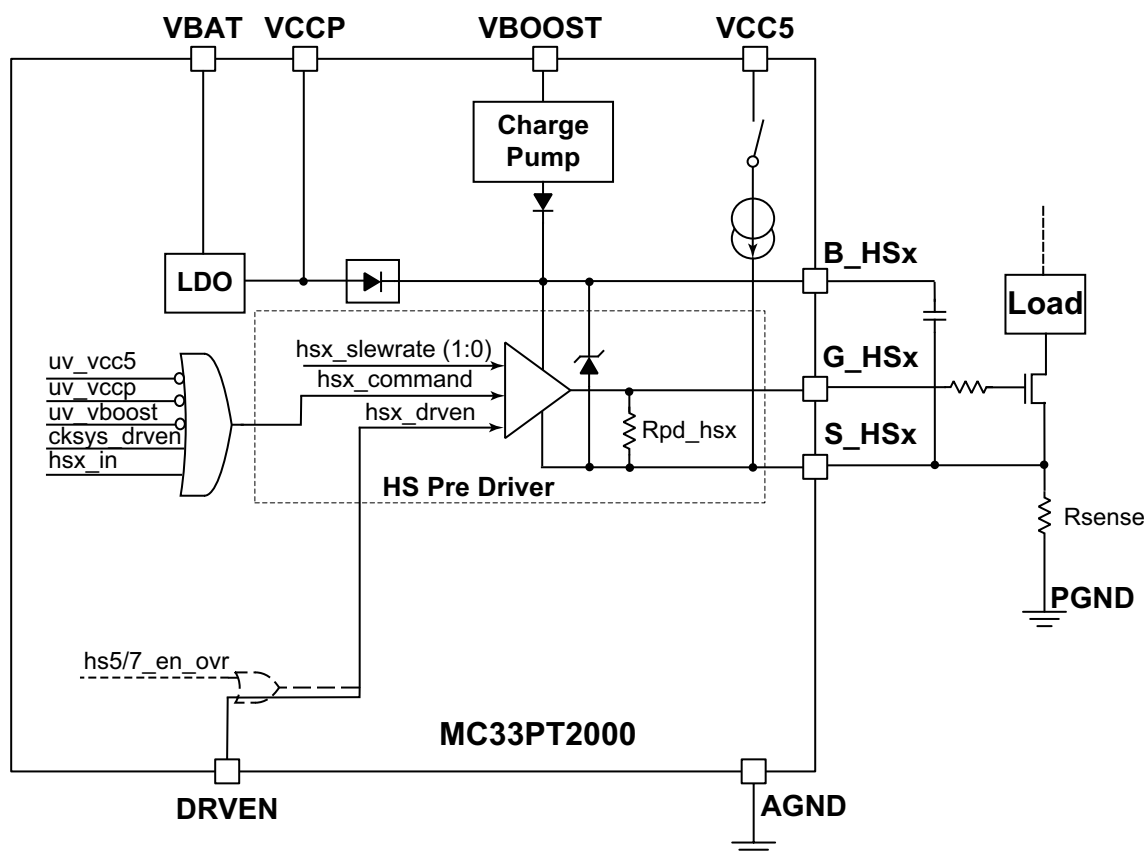 VBAT VCCP VBOOST VCC5
Charge
Pump
B_HSx
LDO
Load
hsx_slewrate (1:0)
uv_vcc5
hsx_command
G_HSx
uv_vccp
uv_vboost
hsx_drven
cksys_drven
Rpd_hsx
S_HSx
hsx_in
HS Pre Driver
Rsense
PGND
hs5/7_en_ovr
MC33PT2000
DRVEN
AGND